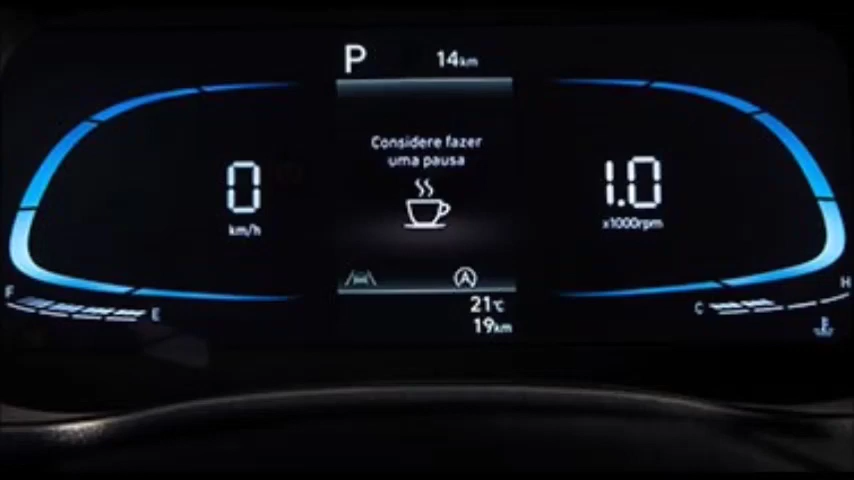 P 14km
Considere fazer
uma pausa
0
km/h
1.0
x1000rpm
A
F E
C H
21°C
19km